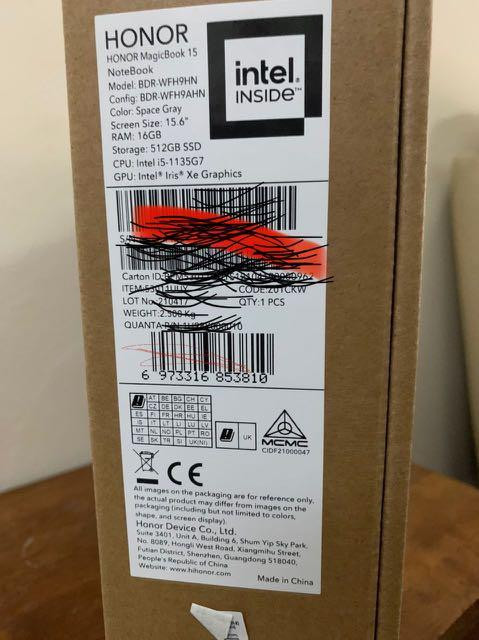 HONOR
HONOR MagicBook 15
NoteBook
Model: BDR-WFH9HN
Config: BDR-WFH9AHN
Color: Space Gray
Screen Size: 15.6"
RAM: 16GB
Storage: 512GB SSD
CPU: Intel i5-1135G7
GPU: Intel® Iris® Xe Graphics
intel.
INSIDE™
Carton ID
ITEM:
CODE:
LOT No: 210417
QTY:1 PCS
WEIGHT:2.500 Kg
QUANTA
6 973316 853810
AT BE BG CH CY
CZ DE DK EE EL
ES FI FR HR HU IE
IS IT LT LI LU LV
MT NL NO PL PT RO
SE SK TR SI UK(NI)
UK
MCMC
CIDF21000047
CE
All images on the packaging are for reference only,
the actual product may differ from images on the
packaging (including but not limited to colors,
shape, and screen display).
Honor Device Co., Ltd.
Suite 3401, Unit A, Building 6, Shum Yip Sky Park,
No. 8089, Hongli West Road, Xiangmihu Street,
Futian District, Shenzhen, Guangdong 518040,
People's Republic of China
Website: www.hihonor.com
Made in China